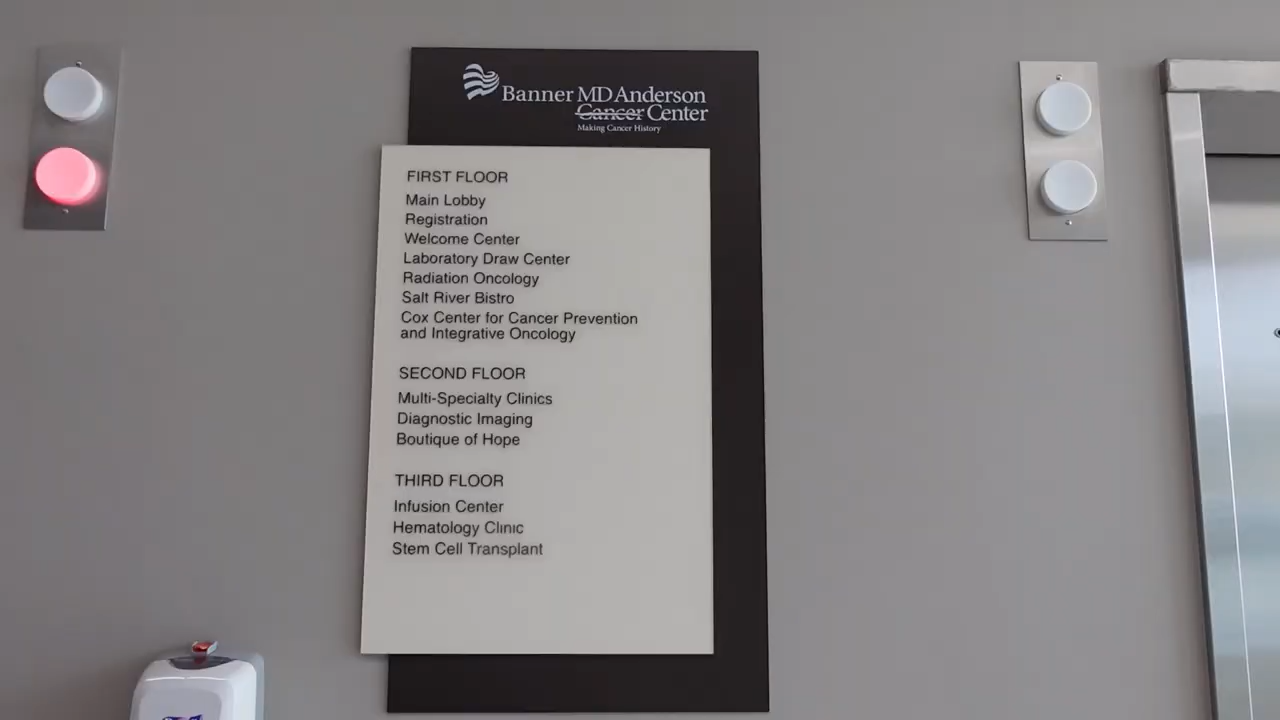 Banner MD Anderson
Cancer Center
Making Cancer History
FIRST FLOOR
Main Lobby
Registration
Welcome Center
Laboratory Draw Center
Radiation Oncology
Salt River Bistro
Cox Center for Cancer Prevention
and Integrative Oncology
SECOND FLOOR
Multi-Specialty Clinics
Diagnostic Imaging
Boutique of Hope
THIRD FLOOR
Infusion Center
Hematology Clinic
Stem Cell Transplant